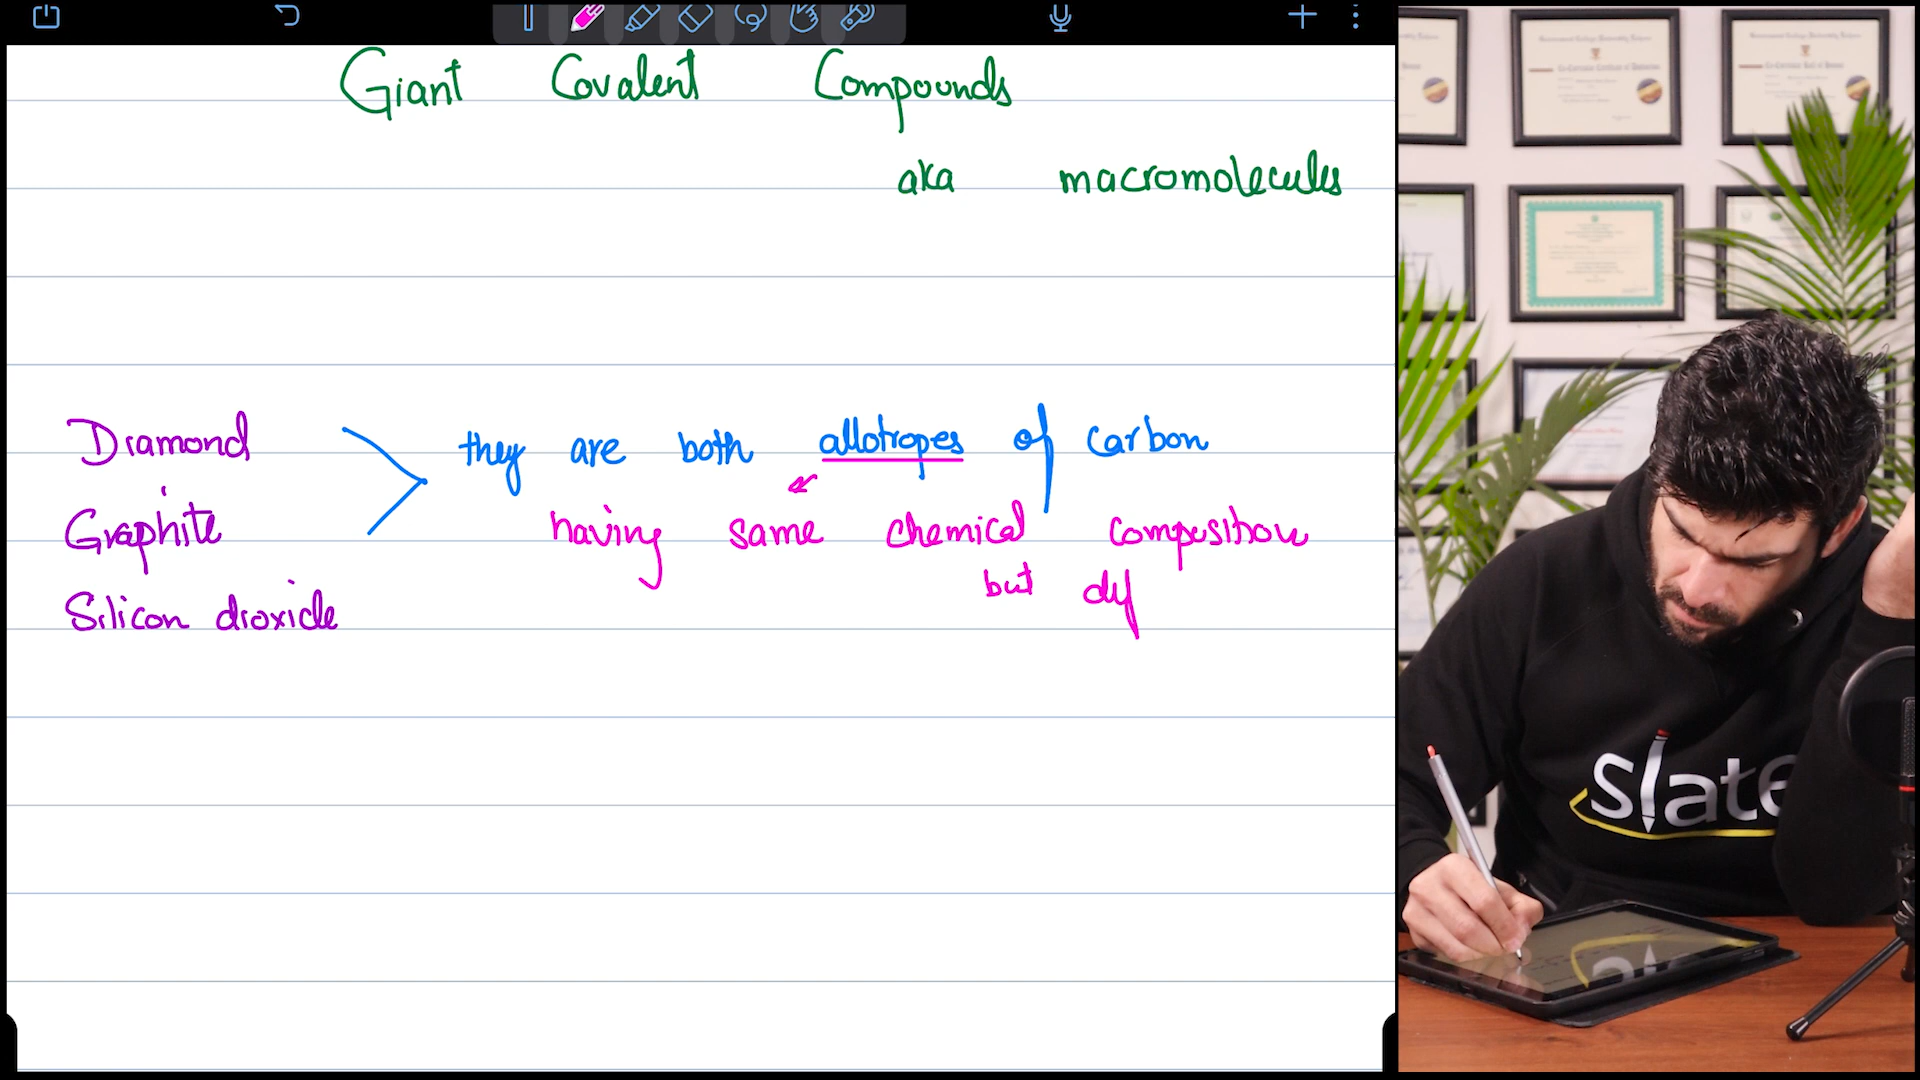 Giant Covalent Compounds
aka macromolecules
Diamond
they are both allotropes of carbon
Graphite
having same chemical composition
but dif
Silicon dioxide
slate